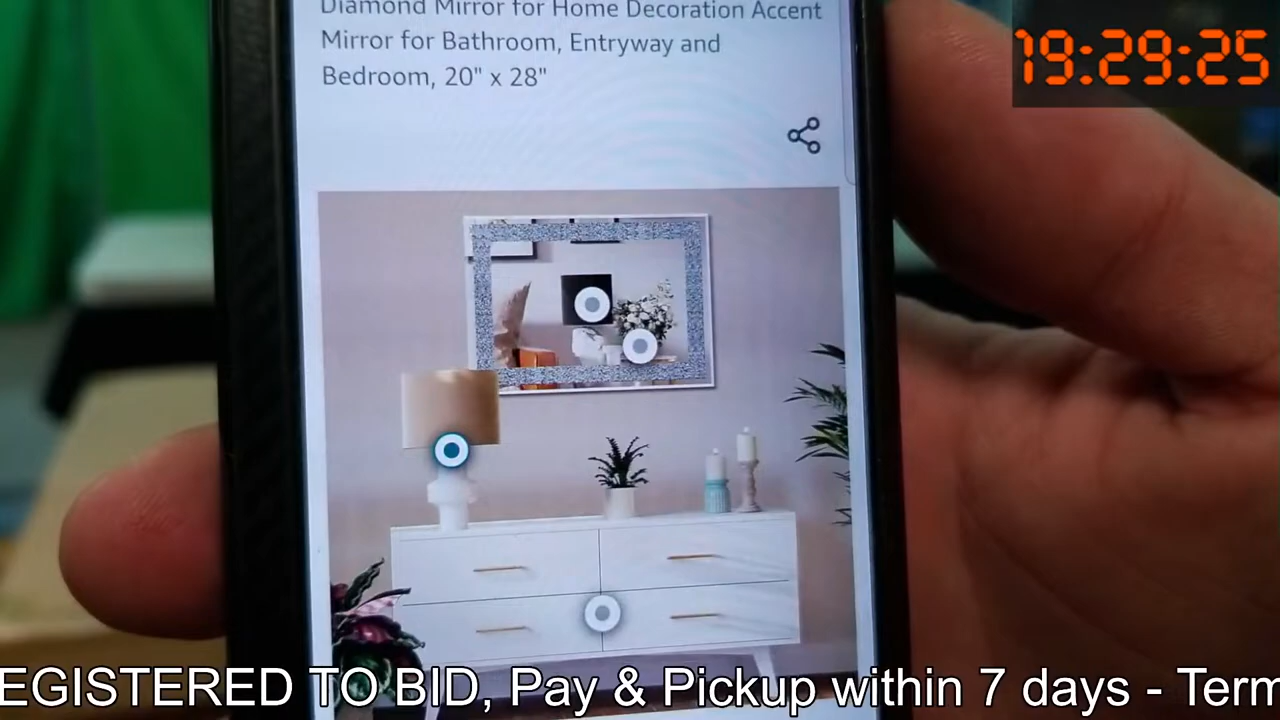 Diamond Mirror for Home Decoration Accent
19:29:25
Mirror for Bathroom, Entryway and
Bedroom, 20" x 28"
EGISTERED TO BID, Pay & Pickup within 7 days - Term